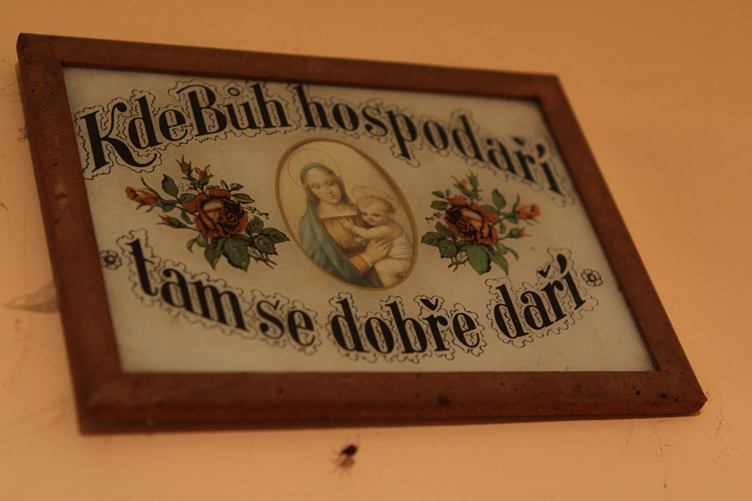 Kde Bůh hospodaří
tam se dobře daří